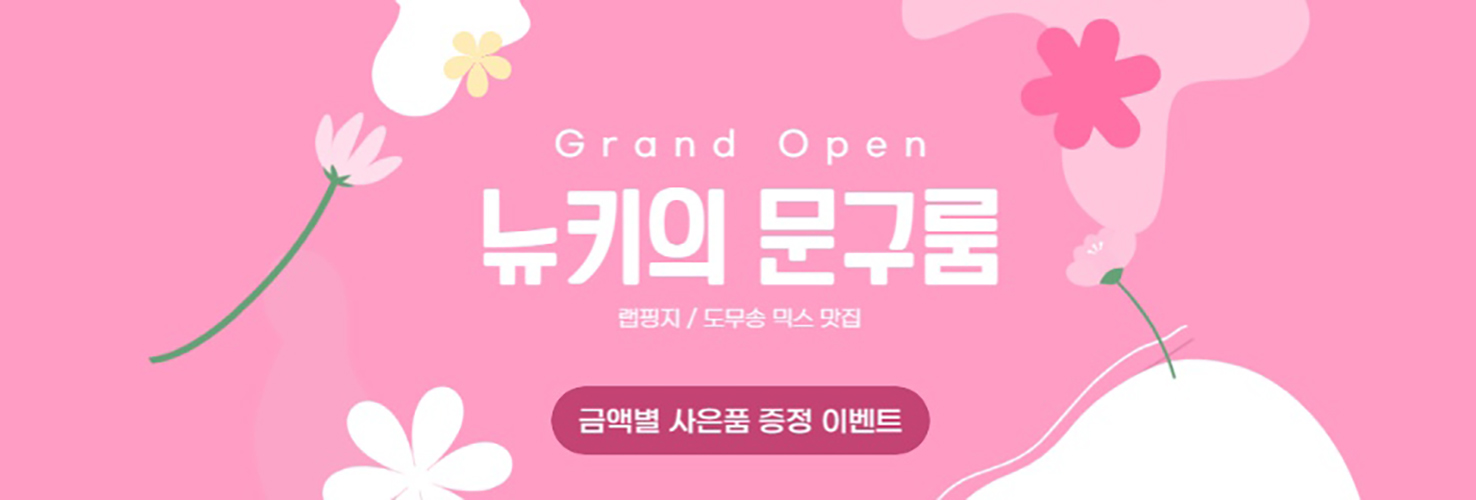 Grand Open
뉴키의 문구룸
랩핑지 / 도무송 믹스 맛집
금액별 사은품 증정 이벤트